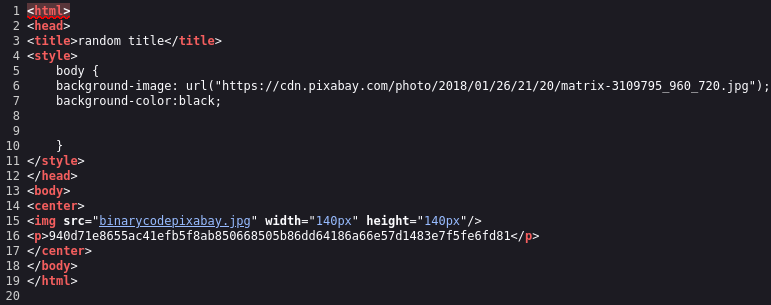 1 <html>
2 <head>
3 <title>random title</title>
4 <style>
5     body {
6     background-image: url("https://cdn.pixabay.com/photo/2018/01/26/21/20/matrix-3109795_960_720.jpg");
7     background-color:black;
8
9
10     }
11 </style>
12 </head>
13 <body>
14 <center>
15 <img src="binarycodepixabay.jpg" width="140px" height="140px"/>
16 <p>940d71e8655ac41efb5f8ab850668505b86dd64186a66e57d1483e7f5fe6fd81</p>
17 </center>
18 </body>
19 </html>
20